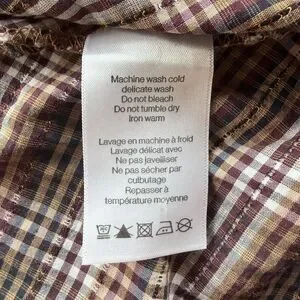 Machine wash cold
delicate wash
Do not bleach
Do not tumble dry
Iron warm
Lavage en machine à froid
Lavage délicat avec
Ne pas javeiliser
Ne pas sécher par
culbutage
Repasser à
température moyenne